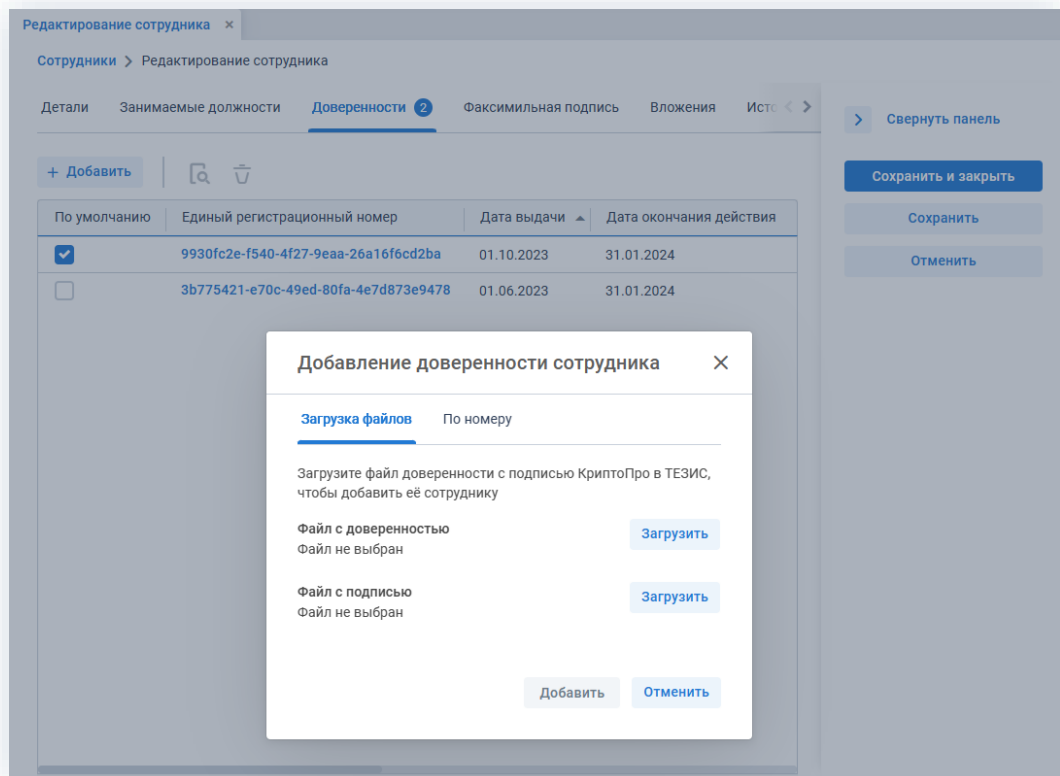 Редактирование сотрудника ×
Сотрудники > Редактирование сотрудника
Детали Занимаемые должности Доверенности 2 Факсимильная подпись Вложения Исто
Свернуть панель
+ Добавить
Сохранить и закрыть
Сохранить
Отменить
По умолчанию Единый регистрационный номер Дата выдачи Дата окончания действия
9930fc2e-f540-4f27-9eaa-26a16f6cd2ba 01.10.2023 31.01.2024
3b775421-e70c-49ed-80fa-4e7d873e9478 01.06.2023 31.01.2024
Добавление доверенности сотрудника
Загрузка файлов По номеру
Загрузите файл доверенности с подписью КриптоПро в ТЕЗИС,
чтобы добавить её сотруднику
Файл с доверенностью
Файл не выбран
Загрузить
Файл с подписью
Файл не выбран
Загрузить
Добавить Отменить